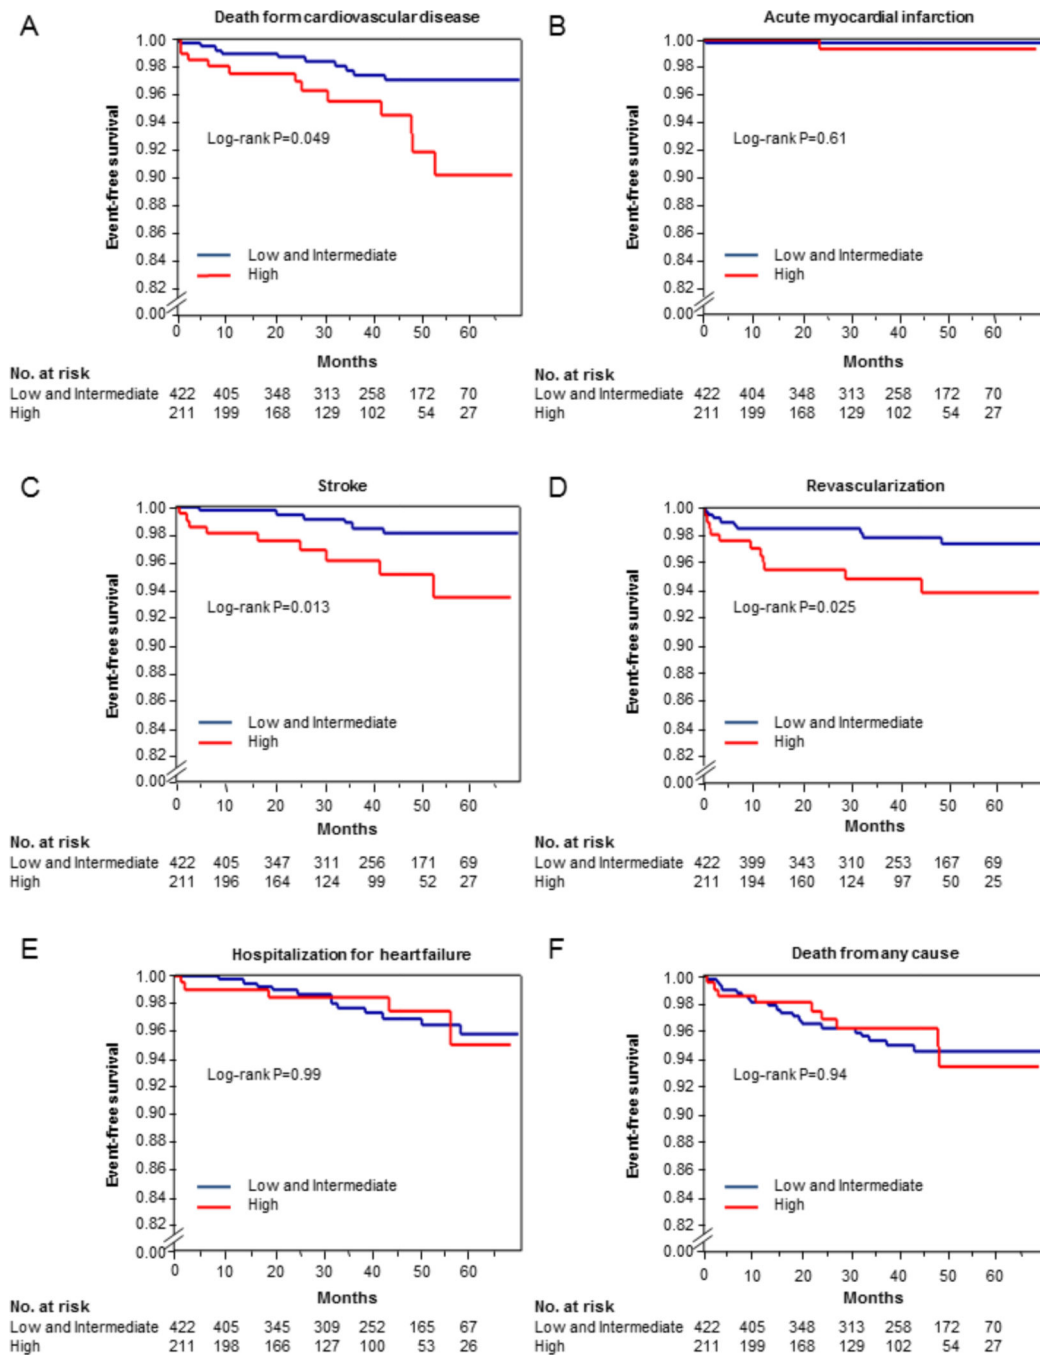 A
Death form cardiovascular disease
1.00
0.98
0.96
0.94
0.92
0.90
0.88
0.86
0.84
0.82
0.00
Event-free survival
Log-rank P=0.049
Low and Intermediate
High
0 10 20 30 40 50 60
Months
No. at risk
Low and Intermediate 422 405 348 313 258 172 70
High 211 199 168 129 102 54 27
B
Acute myocardial infarction
1.00
0.98
0.96
0.94
0.92
0.90
0.88
0.86
0.84
0.82
0.00
Event-free survival
Log-rank P=0.61
Low and Intermediate
High
0 10 20 30 40 50 60
Months
No. at risk
Low and Intermediate 422 404 348 313 258 172 70
High 211 199 168 129 102 54 27
C
Stroke
1.00
0.98
0.96
0.94
0.92
0.90
0.88
0.86
0.84
0.82
0.00
Event-free survival
Log-rank P=0.013
Low and Intermediate
High
0 10 20 30 40 50 60
Months
No. at risk
Low and Intermediate 422 405 347 311 256 171 69
High 211 196 164 124 99 52 27
D
Revascularization
1.00
0.98
0.96
0.94
0.92
0.90
0.88
0.86
0.84
0.82
0.00
Event-free survival
Log-rank P=0.025
Low and Intermediate
High
0 10 20 30 40 50 60
Months
No. at risk
Low and Intermediate 422 399 343 310 253 167 69
High 211 194 160 124 97 50 25
E
Hospitalization for heart failure
1.00
0.98
0.96
0.94
0.92
0.90
0.88
0.86
0.84
0.82
0.00
Event-free survival
Log-rank P=0.99
Low and Intermediate
High
0 10 20 30 40 50 60
Months
No. at risk
Low and Intermediate 422 405 345 309 252 165 67
High 211 198 166 127 100 53 26
F
Death from any cause
1.00
0.98
0.96
0.94
0.92
0.90
0.88
0.86
0.84
0.82
0.00
Event-free survival
Log-rank P=0.94
Low and Intermediate
High
0 10 20 30 40 50 60
Months
No. at risk
Low and Intermediate 422 405 348 313 258 172 70
High 211 199 168 129 102 54 27